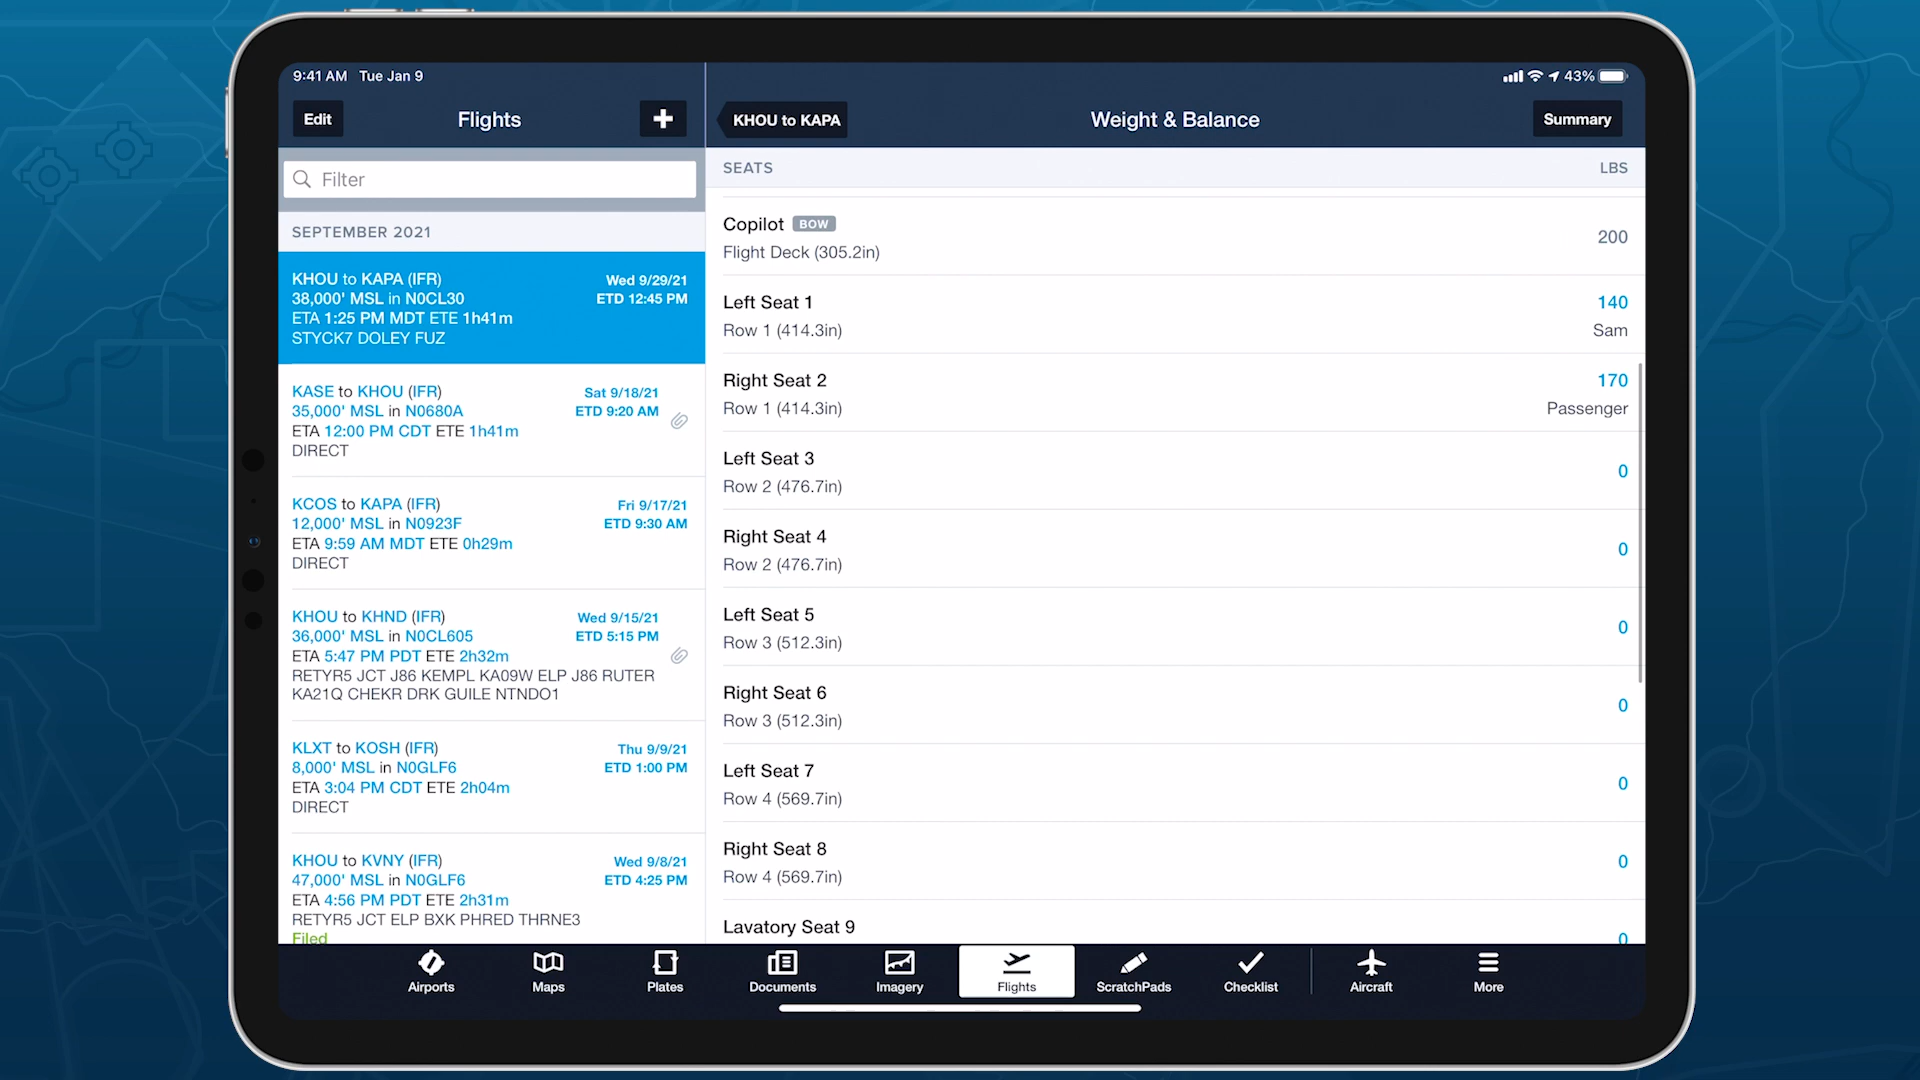 9:41 AM Tue Jan 9
43%
Edit
Flights
KHOU to KAPA
Weight & Balance
Summary
Filter
SEPTEMBER 2021
KHOU to KAPA (IFR)
Wed 9/29/21
38,000' MSL in N0CL30
ETD 12:45 PM
ETA 1:25 PM MDT ETE 1h41m
STYCK7 DOLEY FUZ
KASE to KHOU (IFR)
Sat 9/18/21
35,000' MSL in N0680A
ETD 9:20 AM
ETA 12:00 PM CDT ETE 1h41m
DIRECT
KCOS to KAPA (IFR)
Fri 9/17/21
12,000' MSL in N0923F
ETD 9:30 AM
ETA 9:59 AM MDT ETE 0h29m
DIRECT
KHOU to KHND (IFR)
Wed 9/15/21
36,000' MSL in N0CL605
ETD 5:15 PM
ETA 5:47 PM PDT ETE 2h32m
RETYR5 JCT J86 KEMPL KA09W ELP J86 RUTER
KA21Q CHEKR DRK GUILE NTNDO1
KLXT to KOSH (IFR)
Thu 9/9/21
8,000' MSL in N0GLF6
ETD 1:00 PM
ETA 3:04 PM CDT ETE 2h04m
DIRECT
KHOU to KVNY (IFR)
Wed 9/8/21
47,000' MSL in N0GLF6
ETD 4:25 PM
ETA 4:56 PM PDT ETE 2h31m
RETYR5 JCT ELP BXK PHRED THRNE3
Filed
SEATS
LBS
Copilot BOW
Flight Deck (305.2in)
200
Left Seat 1
140
Row 1 (414.3in)
Sam
Right Seat 2
170
Row 1 (414.3in)
Passenger
Left Seat 3
Row 2 (476.7in)
0
Right Seat 4
Row 2 (476.7in)
0
Left Seat 5
Row 3 (512.3in)
0
Right Seat 6
Row 3 (512.3in)
0
Left Seat 7
Row 4 (569.7in)
0
Right Seat 8
Row 4 (569.7in)
0
Lavatory Seat 9
0
Airports
Maps
Plates
Documents
Imagery
Flights
ScratchPads
Checklist
Aircraft
More